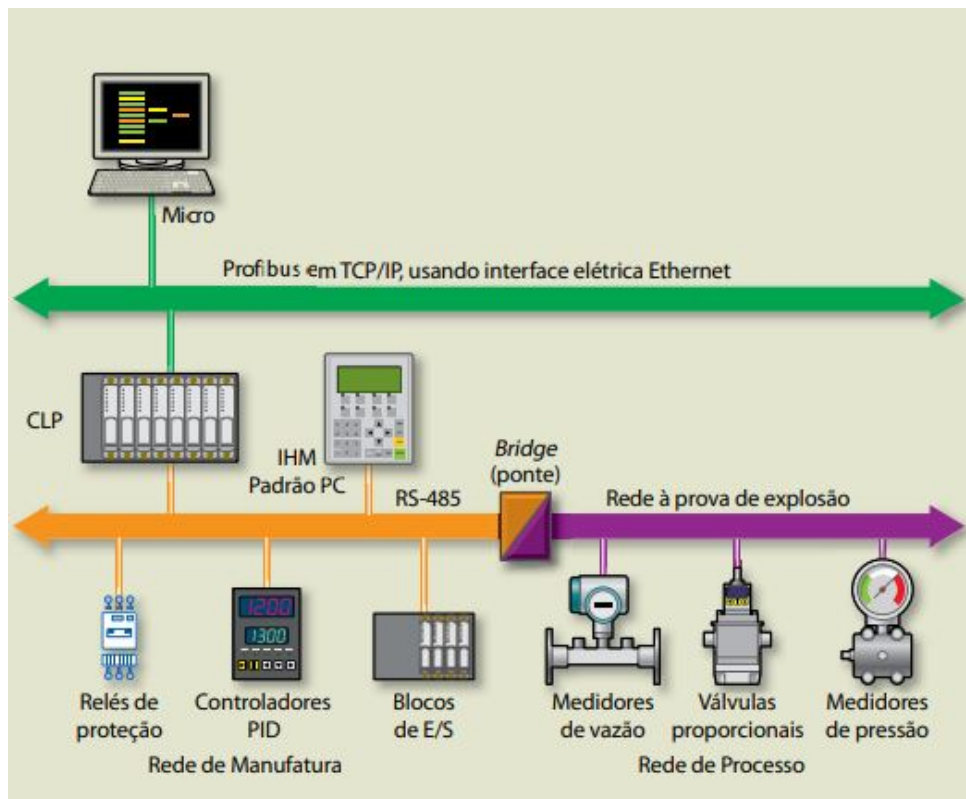 Micro
Profibus em TCP/IP, usando interface elétrica Ethernet
CLP
IHM
Padrão PC
RS-485
Bridge
(ponte)
Rede à prova de explosão
1200
1300
Relés de
proteção
Controladores
PID
Blocos
de E/S
Medidores
de vazão
Válvulas
proporcionais
Medidores
de pressão
Rede de Manufatura
Rede de Processo